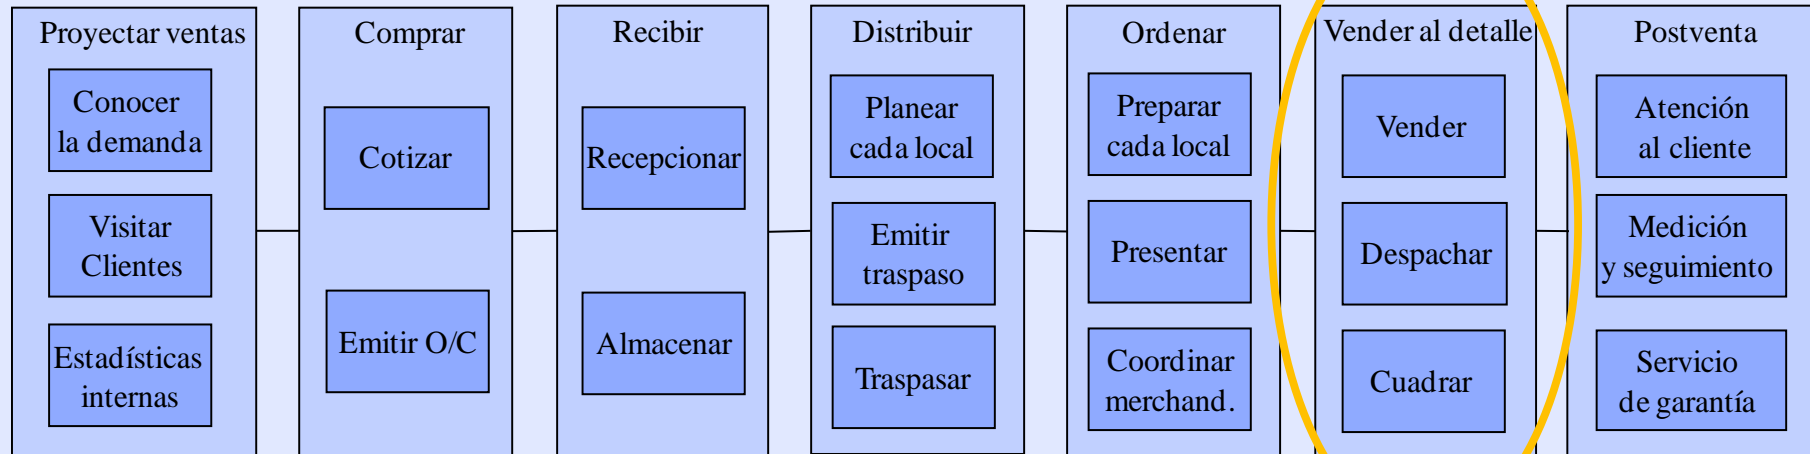 Proyectar ventas
Conocer
la demanda
Visitar
Clientes
Estadísticas
internas
Comprar
Cotizar
Emitir O/C
Recibir
Recepcionar
Almacenar
Distribuir
Planear
cada local
Emitir
traspaso
Traspasar
Ordenar
Preparar
cada local
Presentar
Coordinar
merchand.
Vender al detalle
Vender
Despachar
Cuadrar
Postventa
Atención
al cliente
Medición
y seguimiento
Servicio
de garantía